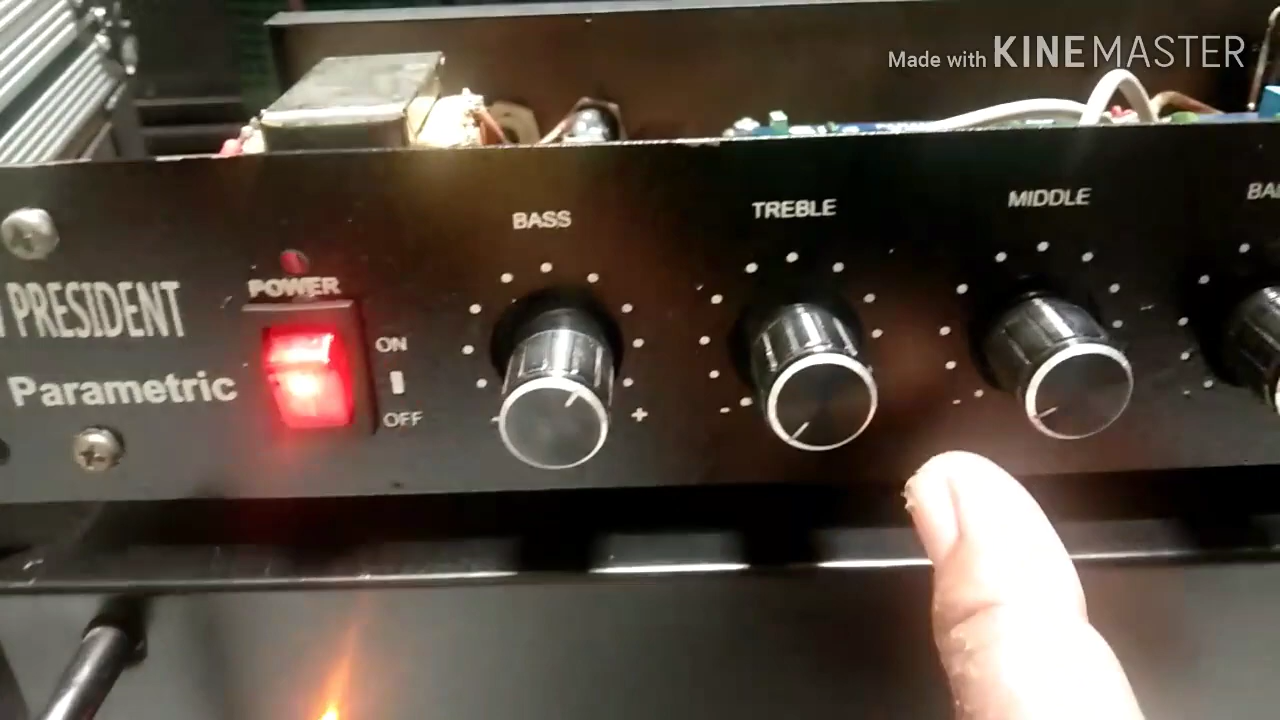 Made with KINEMASTER
BASS
TREBLE
MIDDLE
POWER
PRESIDENT
ON
Parametric
OFF
- +
-
-